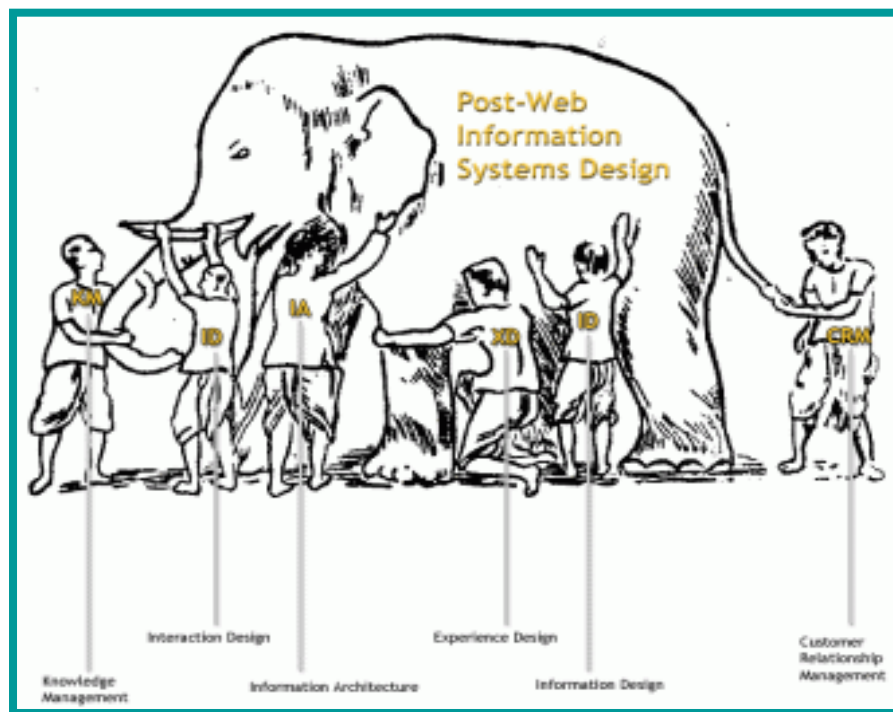 Post-Web
Information
Systems Design
KM
ID
IA
XD
ID
CRM
Interaction Design
Experience Design
Customer
Relationship
Management
Knowledge
Management
Information Architecture
Information Design